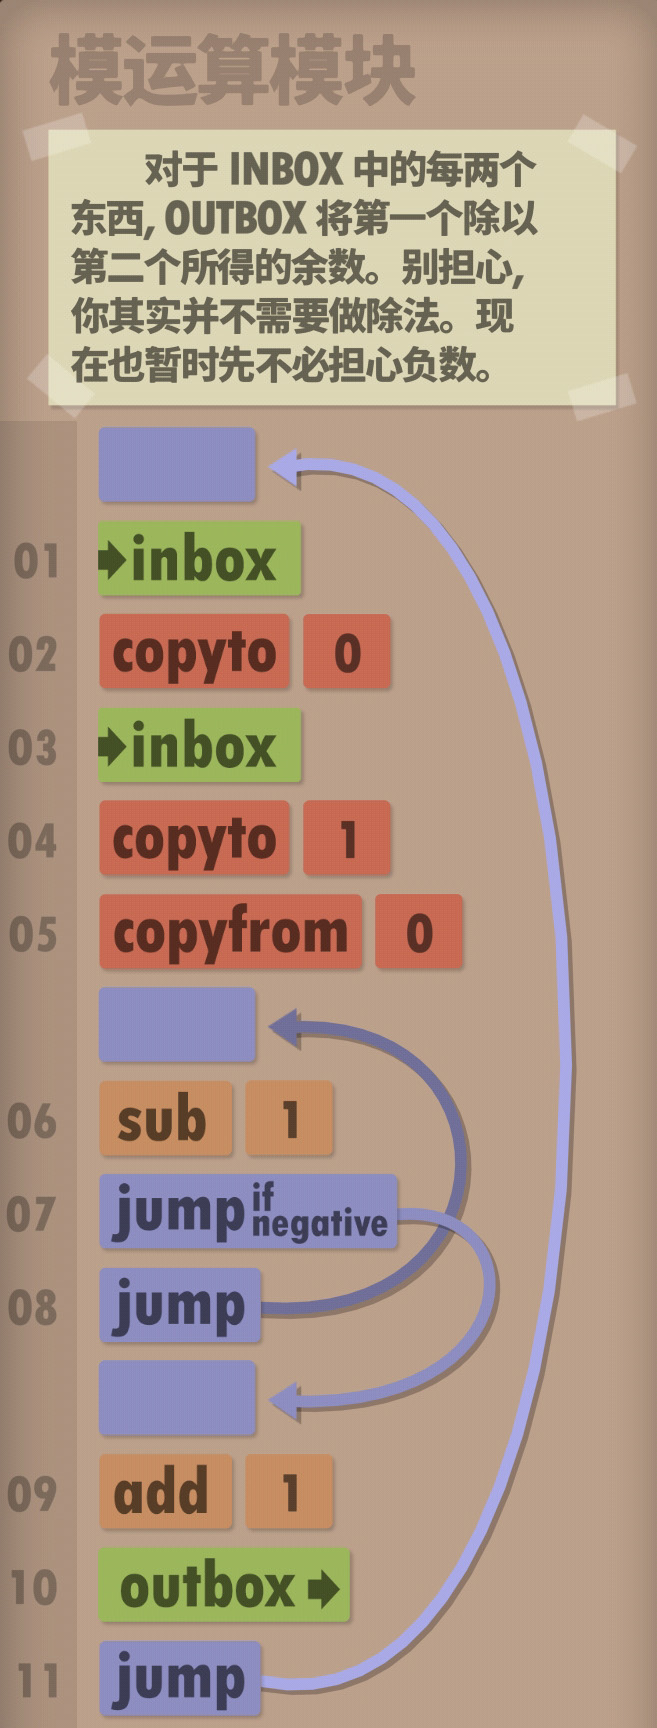 模运算模块
对于 INBOX 中的每两个
东西, OUTBOX 将第一个除以
第二个所得的余数。别担心,
你其实并不需要做除法。现
在也暂时先不必担心负数。
01 inbox
02 copyto 0
03 inbox
04 copyto 1
05 copyfrom 0
06 sub 1
07 jump if negative
08 jump
09 add 1
10 outbox
11 jump